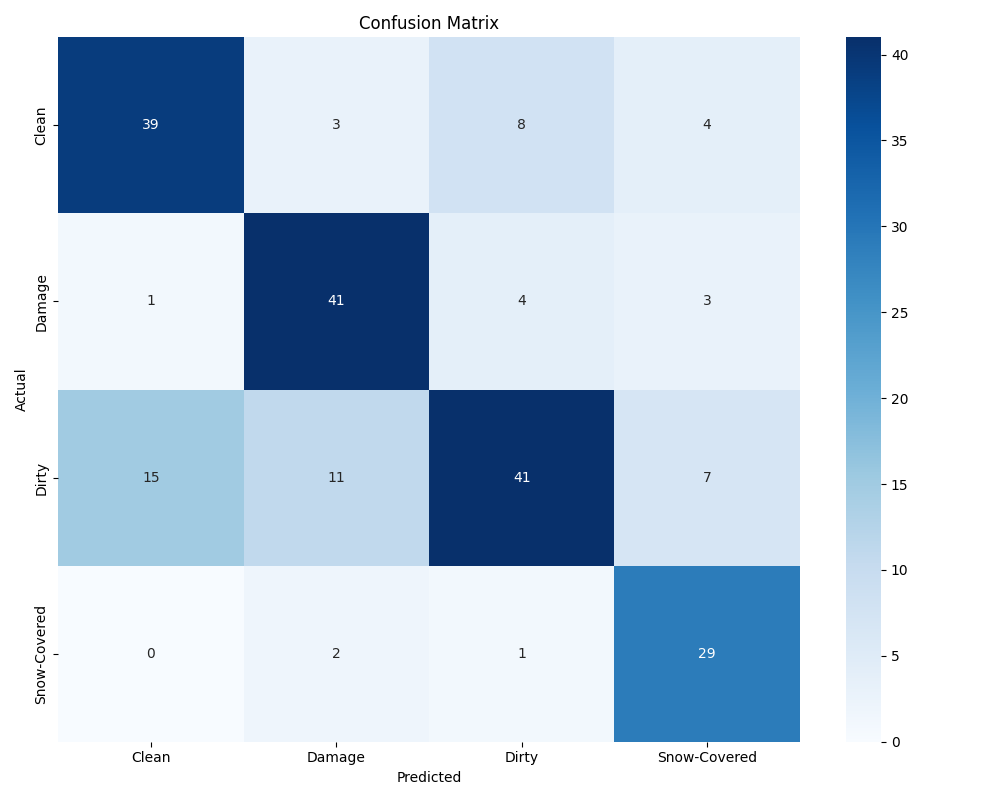 Confusion Matrix
Clean
39
3
8
4
Damage
1
41
4
3
Dirty
15
11
41
7
Snow-Covered
0
2
1
29
Actual
Clean
Damage
Dirty
Snow-Covered
Predicted
40
35
30
25
20
15
10
5
0